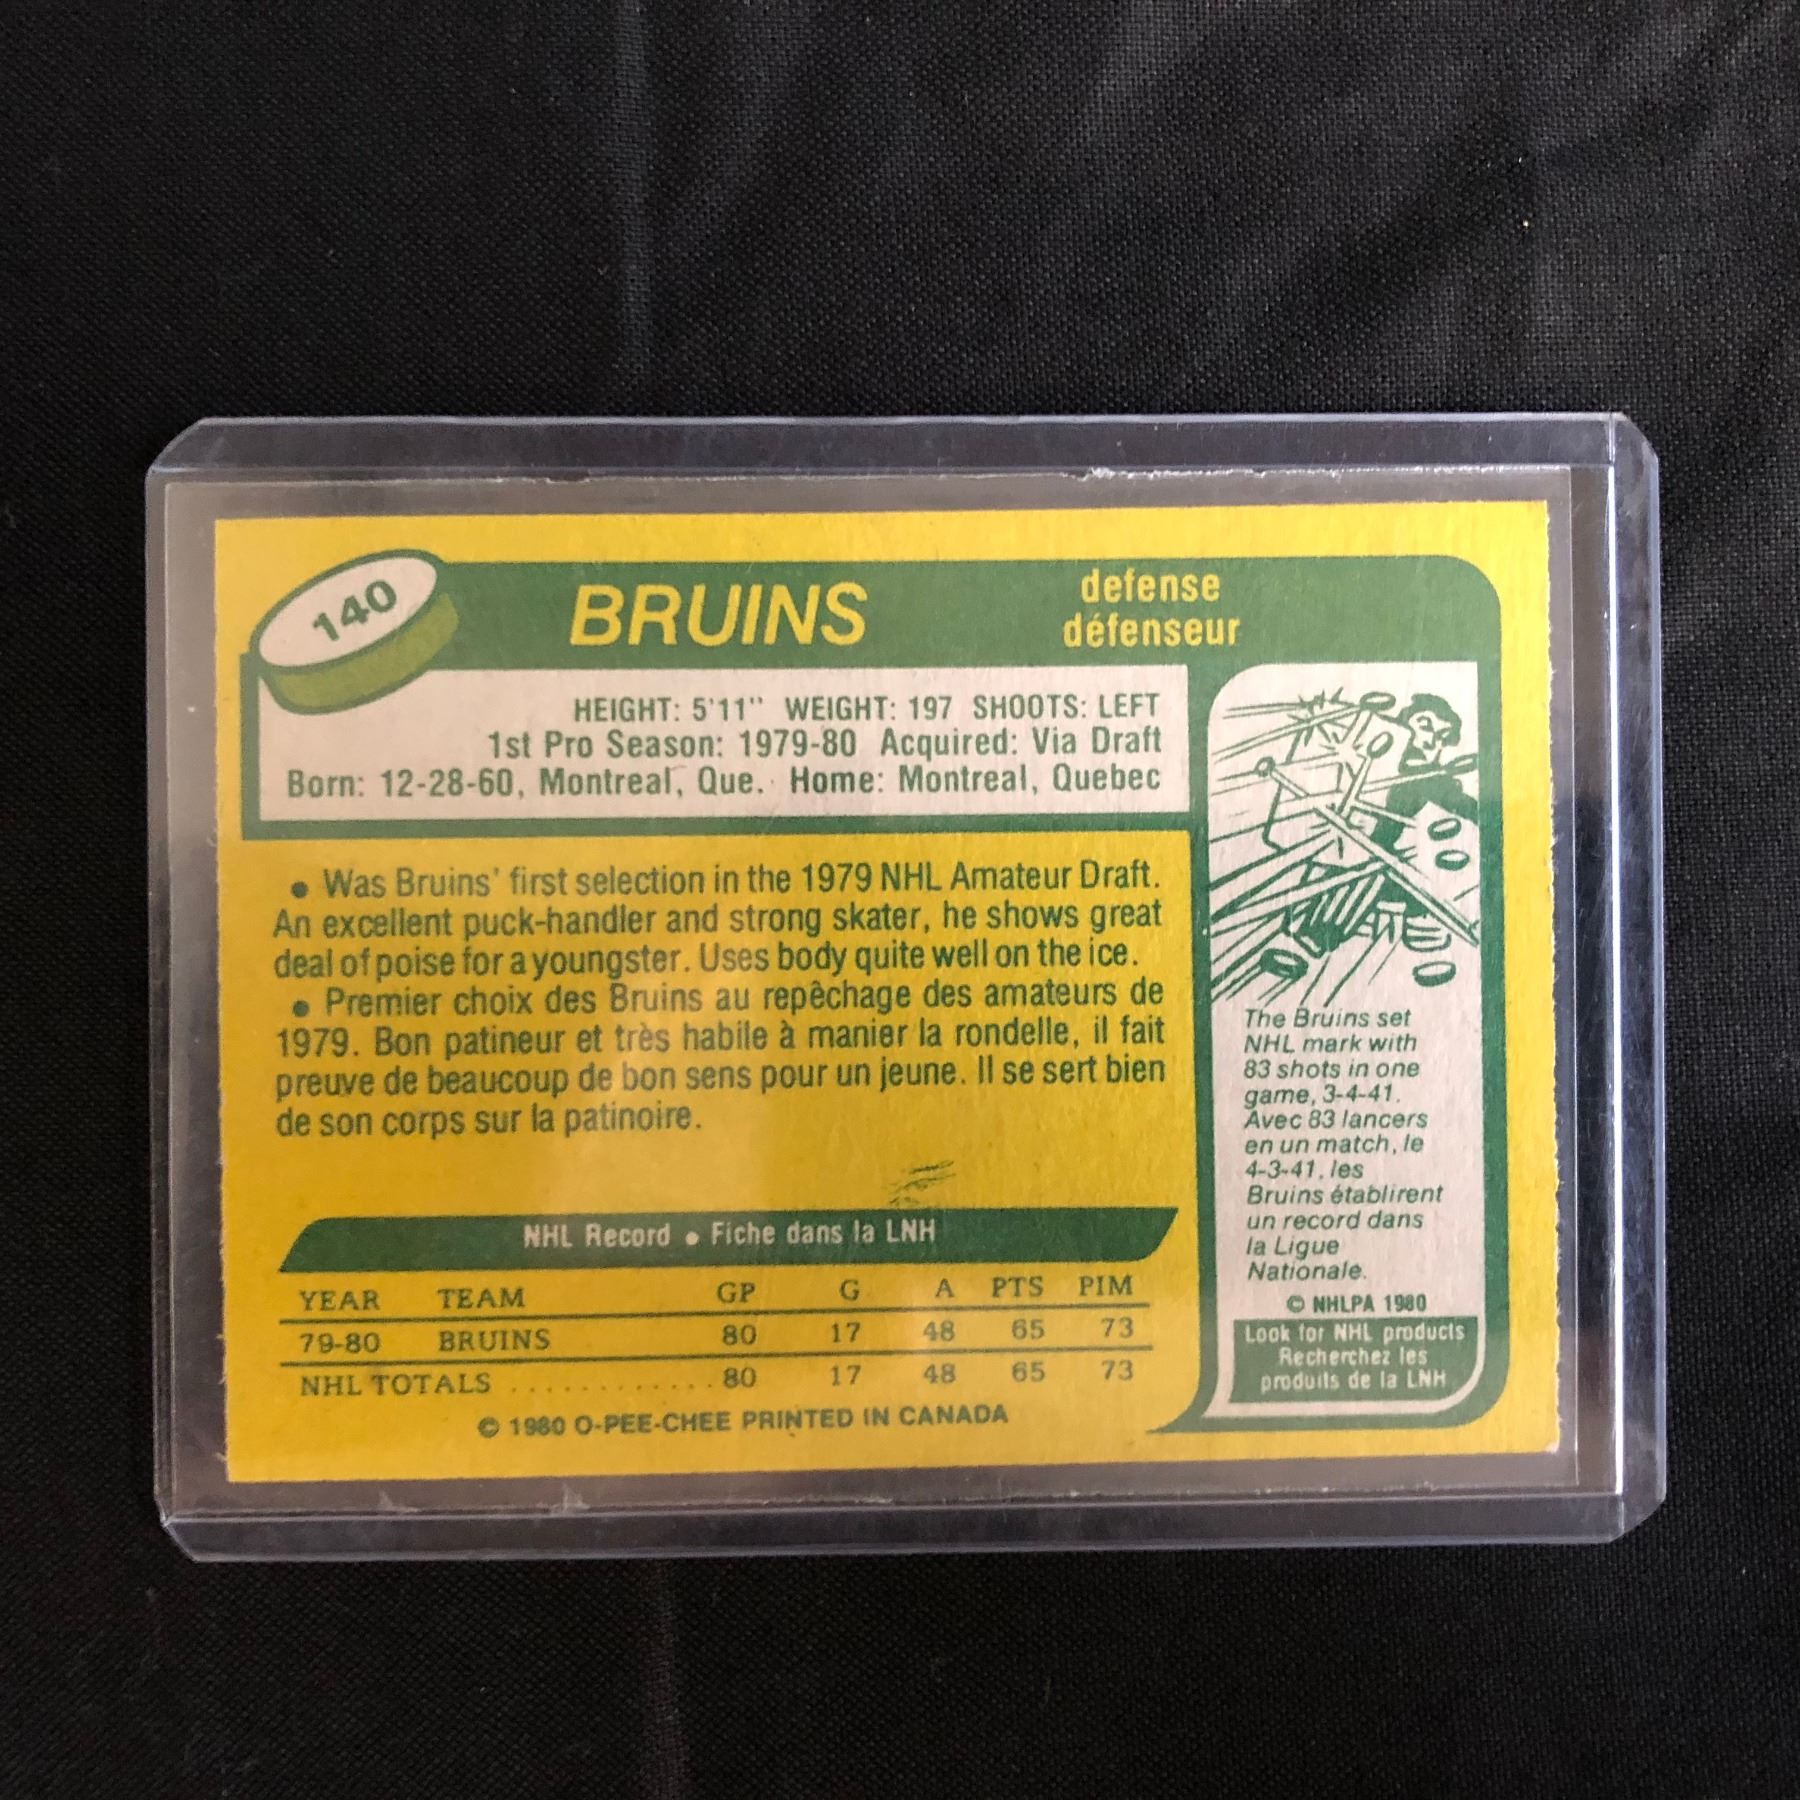 140
BRUINS
defense
défenseur
HEIGHT: 5'11" WEIGHT: 197 SHOOTS: LEFT
1st Pro Season: 1979-80 Acquired: Via Draft
Born: 12-28-60, Montreal, Que. Home: Montreal, Quebec
• Was Bruins' first selection in the 1979 NHL Amateur Draft.
An excellent puck-handler and strong skater, he shows great
deal of poise for a youngster. Uses body quite well on the ice.
• Premier choix des Bruins au repêchage des amateurs de
1979. Bon patineur et très habile à manier la rondelle, il fait
preuve de beaucoup de bon sens pour un jeune. Il se sert bien
de son corps sur la patinoire.
NHL Record • Fiche dans la LNH
YEAR TEAM GP G A PTS PIM
79-80 BRUINS 80 17 48 65 73
NHL TOTALS ............ 80 17 48 65 73
© 1980 O-PEE-CHEE PRINTED IN CANADA
The Bruins set
NHL mark with
83 shots in one
game, 3-4-41.
Avec 83 lancers
en un match, le
4-3-41, les
Bruins établirent
un record dans
la Ligue
Nationale.
© NHLPA 1980
Look for NHL products
Recherchez les
produits de la LNH